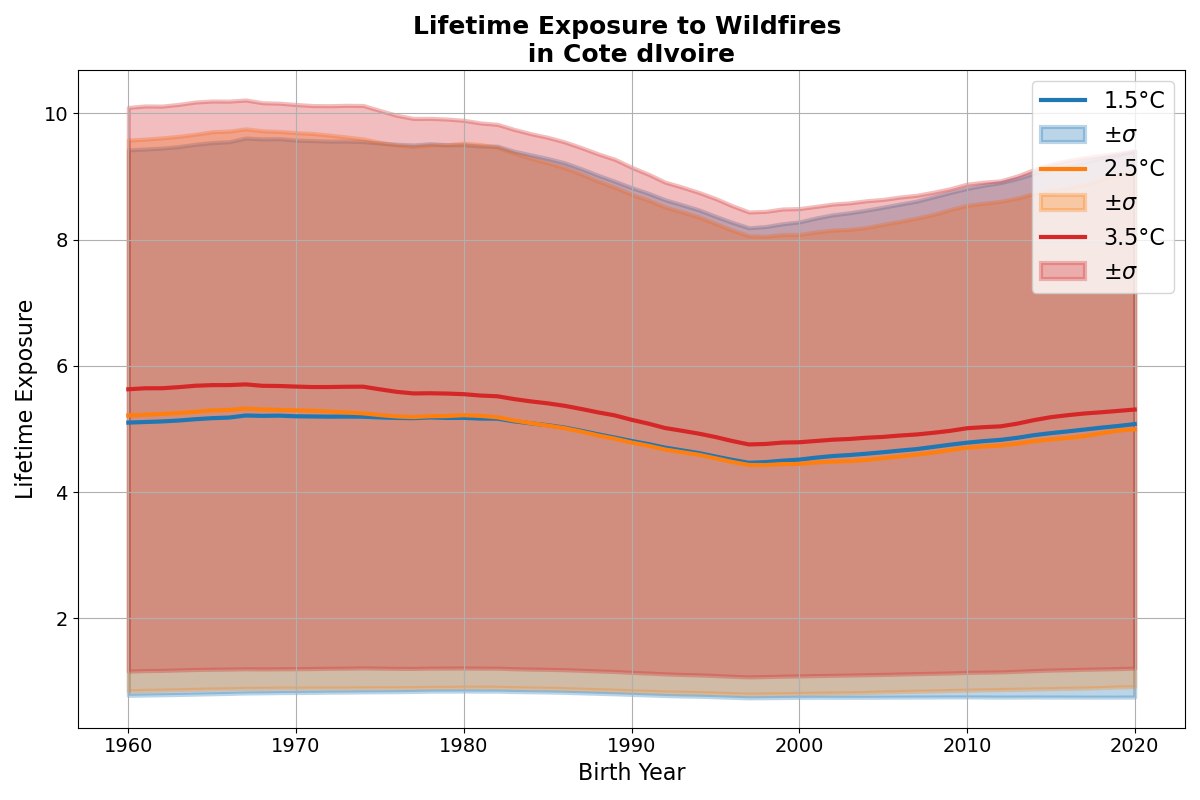 Lifetime Exposure to Wildfires
in Cote dIvoire
Lifetime Exposure
10
8
6
4
2
1960 1970 1980 1990 2000 2010 2020
Birth Year
1.5°C
±σ
2.5°C
±σ
3.5°C
±σ